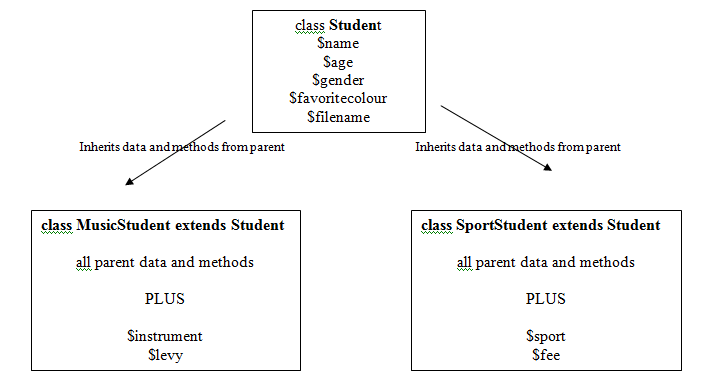 class Student
$name
$age
$gender
$favoritecolour
$filename
Inherits data and methods from parent
Inherits data and methods from parent
class MusicStudent extends Student
all parent data and methods
PLUS
$instrument
$levy
class SportStudent extends Student
all parent data and methods
PLUS
$sport
$fee